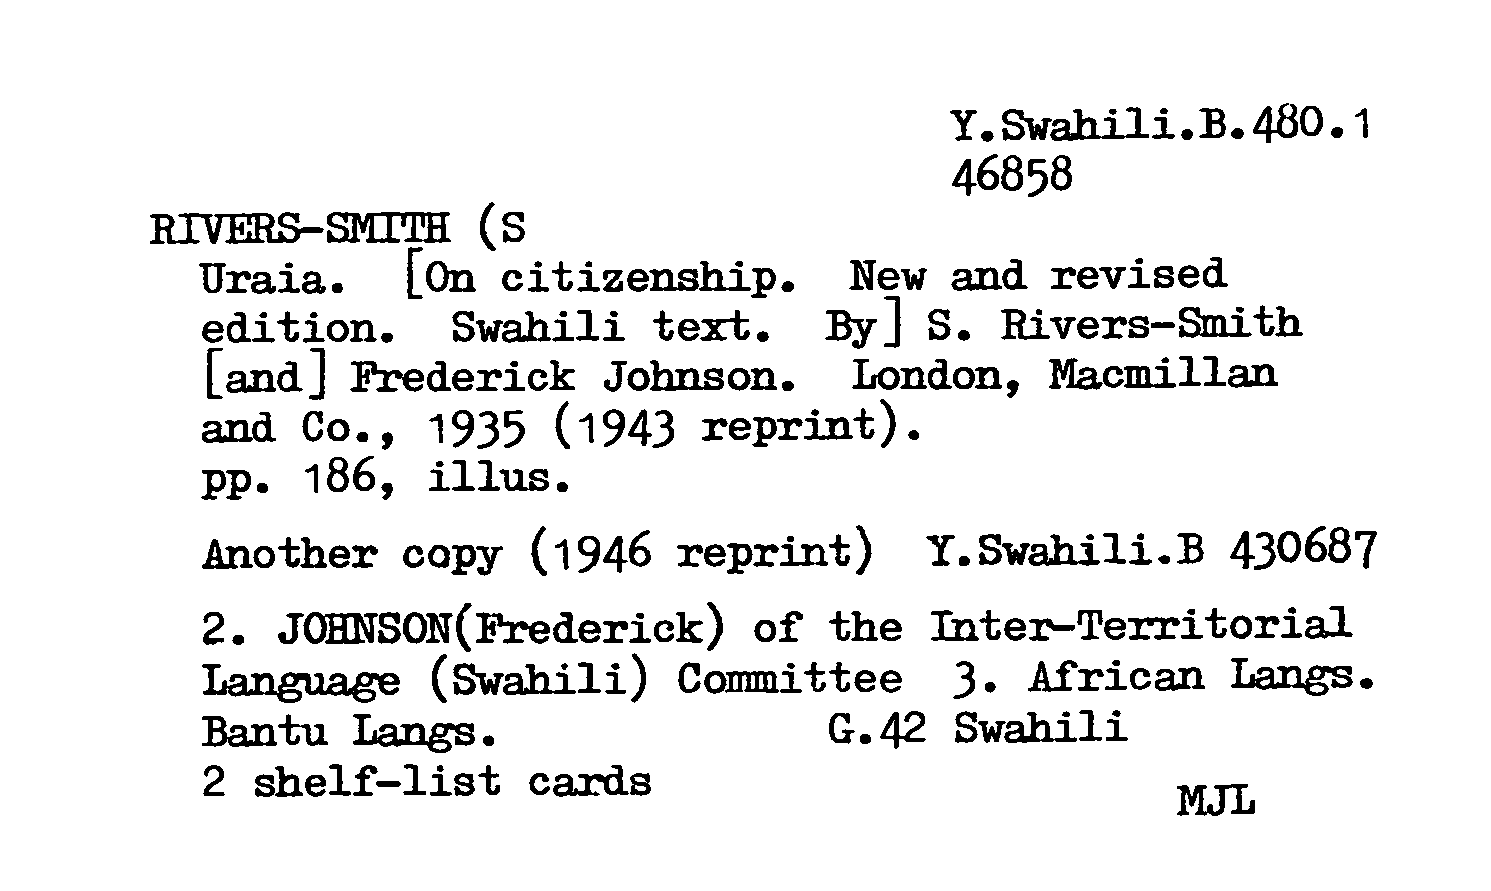 Y.Swahili.B.480.1
46858
RIVERS-SMITH (S
Uraia. [On citizenship. New and revised
edition. Swahili text. By] S. Rivers-Smith
[and] Frederick Johnson. London, Macmillan
and Co., 1935 (1943 reprint).
pp. 186, illus.
Another copy (1946 reprint) Y.Swahili.B 430687
2. JOHNSON(Frederick) of the Inter-Territorial
Language (Swahili) Committee 3. African Langs.
Bantu Langs. G.42 Swahili
2 shelf-list cards
MJL